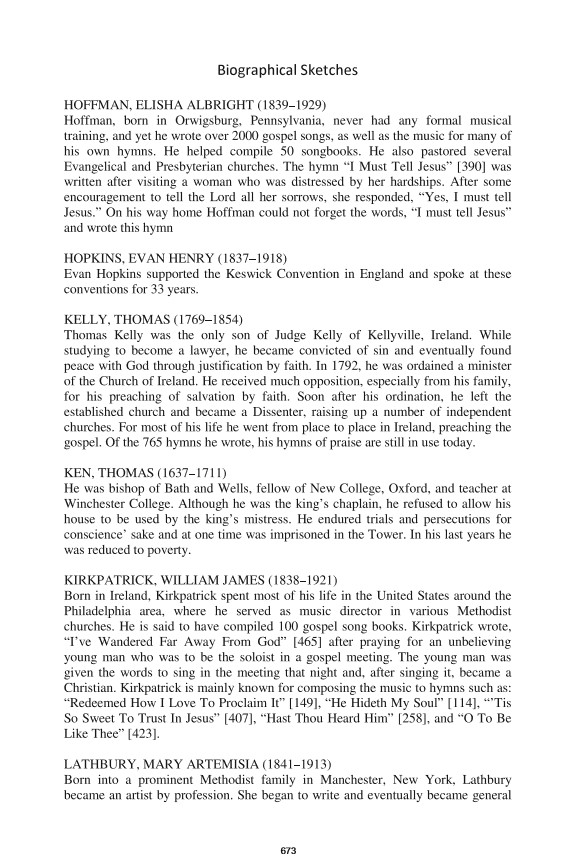 Biographical Sketches
HOFFMAN, ELISHA ALBRIGHT (1839–1929)
Hoffman, born in Orwigsburg, Pennsylvania, never had any formal musical
training, and yet he wrote over 2000 gospel songs, as well as the music for many of
his own hymns. He helped compile 50 songbooks. He also pastored several
Evangelical and Presbyterian churches. The hymn “I Must Tell Jesus” [390] was
written after visiting a woman who was distressed by her hardships. After some
encouragement to tell the Lord all her sorrows, she responded, “Yes, I must tell
Jesus.” On his way home Hoffman could not forget the words, “I must tell Jesus”
and wrote this hymn
HOPKINS, EVAN HENRY (1837–1918)
Evan Hopkins supported the Keswick Convention in England and spoke at these
conventions for 33 years.
KELLY, THOMAS (1769–1854)
Thomas Kelly was the only son of Judge Kelly of Kellyville, Ireland. While
studying to become a lawyer, he became convicted of sin and eventually found
peace with God through justification by faith. In 1792, he was ordained a minister
of the Church of Ireland. He received much opposition, especially from his family,
for his preaching of salvation by faith. Soon after his ordination, he left the
established church and became a Dissenter, raising up a number of independent
churches. For most of his life he went from place to place in Ireland, preaching the
gospel. Of the 765 hymns he wrote, his hymns of praise are still in use today.
KEN, THOMAS (1637–1711)
He was bishop of Bath and Wells, fellow of New College, Oxford, and teacher at
Winchester College. Although he was the king’s chaplain, he refused to allow his
house to be used by the king’s mistress. He endured trials and persecutions for
conscience’ sake and at one time was imprisoned in the Tower. In his last years he
was reduced to poverty.
KIRKPATRICK, WILLIAM JAMES (1838–1921)
Born in Ireland, Kirkpatrick spent most of his life in the United States around the
Philadelphia area, where he served as music director in various Methodist
churches. He is said to have compiled 100 gospel song books. Kirkpatrick wrote,
“I’ve Wandered Far Away From God” [465] after praying for an unbelieving
young man who was to be the soloist in a gospel meeting. The young man was
given the words to sing in the meeting that night and, after singing it, became a
Christian. Kirkpatrick is mainly known for composing the music to hymns such as:
“Redeemed How I Love To Proclaim It” [149], “He Hideth My Soul” [114], “’Tis
So Sweet To Trust In Jesus” [407], “Hast Thou Heard Him” [258], and “O To Be
Like Thee” [423].
LATHBURY, MARY ARTEMISIA (1841–1913)
Born into a prominent Methodist family in Manchester, New York, Lathbury
became an artist by profession. She began to write and eventually became general
673